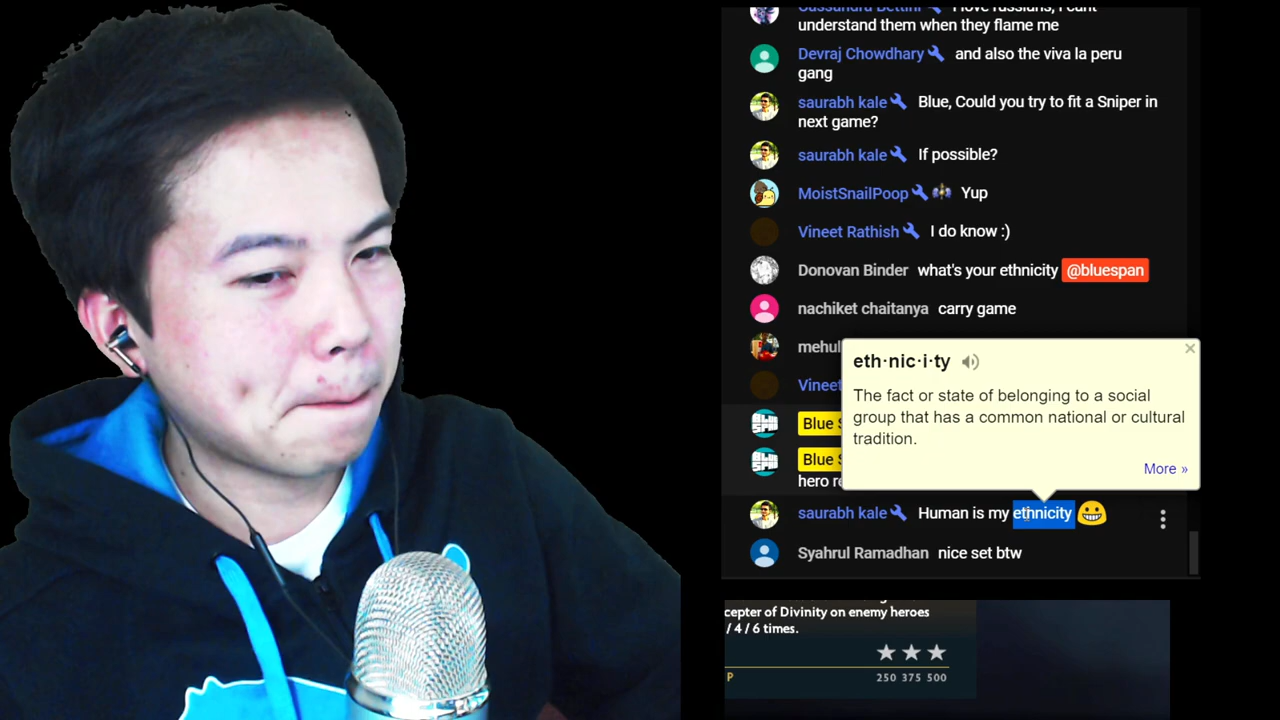 Cassandra Bettini I love russians, i cant
understand them when they flame me
Devraj Chowdhary and also the viva la peru
gang
saurabh kale Blue, Could you try to fit a Sniper in
next game?
saurabh kale If possible?
MoistSnailPoop Yup
Vineet Rathish I do know :)
Donovan Binder what's your ethnicity @bluespan
nachiket chaitanya carry game
mehul
eth·nic·i·ty
The fact or state of belonging to a social
group that has a common national or cultural
tradition.
More »
Vineet
Blue S
Blue S
hero re
saurabh kale Human is my ethnicity 😀
Syahrul Ramadhan nice set btw
cepter of Divinity on enemy heroes
/ 4 / 6 times.
P 250 375 500